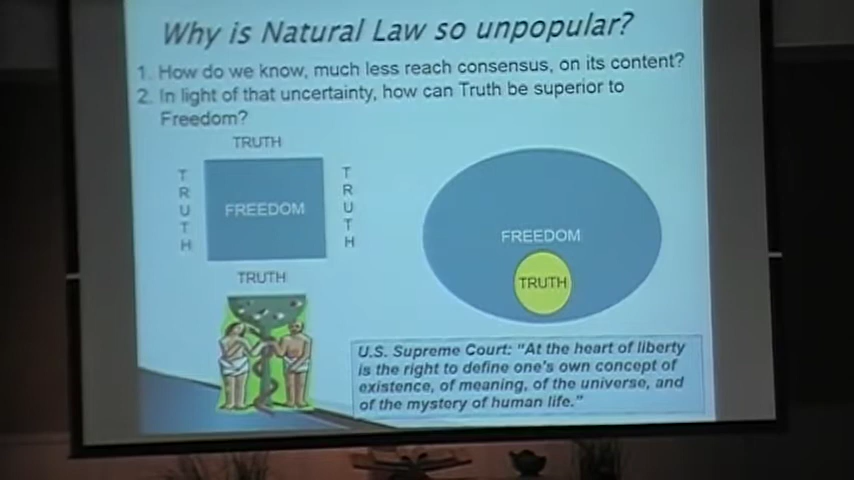 Why is Natural Law so unpopular?
1. How do we know, much less reach consensus, on its content?
2. In light of that uncertainty, how can Truth be superior to
Freedom?
TRUTH
TRUTH
FREEDOM
TRUTH
TRUTH
FREEDOM
TRUTH
U.S. Supreme Court: “At the heart of liberty
is the right to define one's own concept of
existence, of meaning, of the universe, and
of the mystery of human life.”